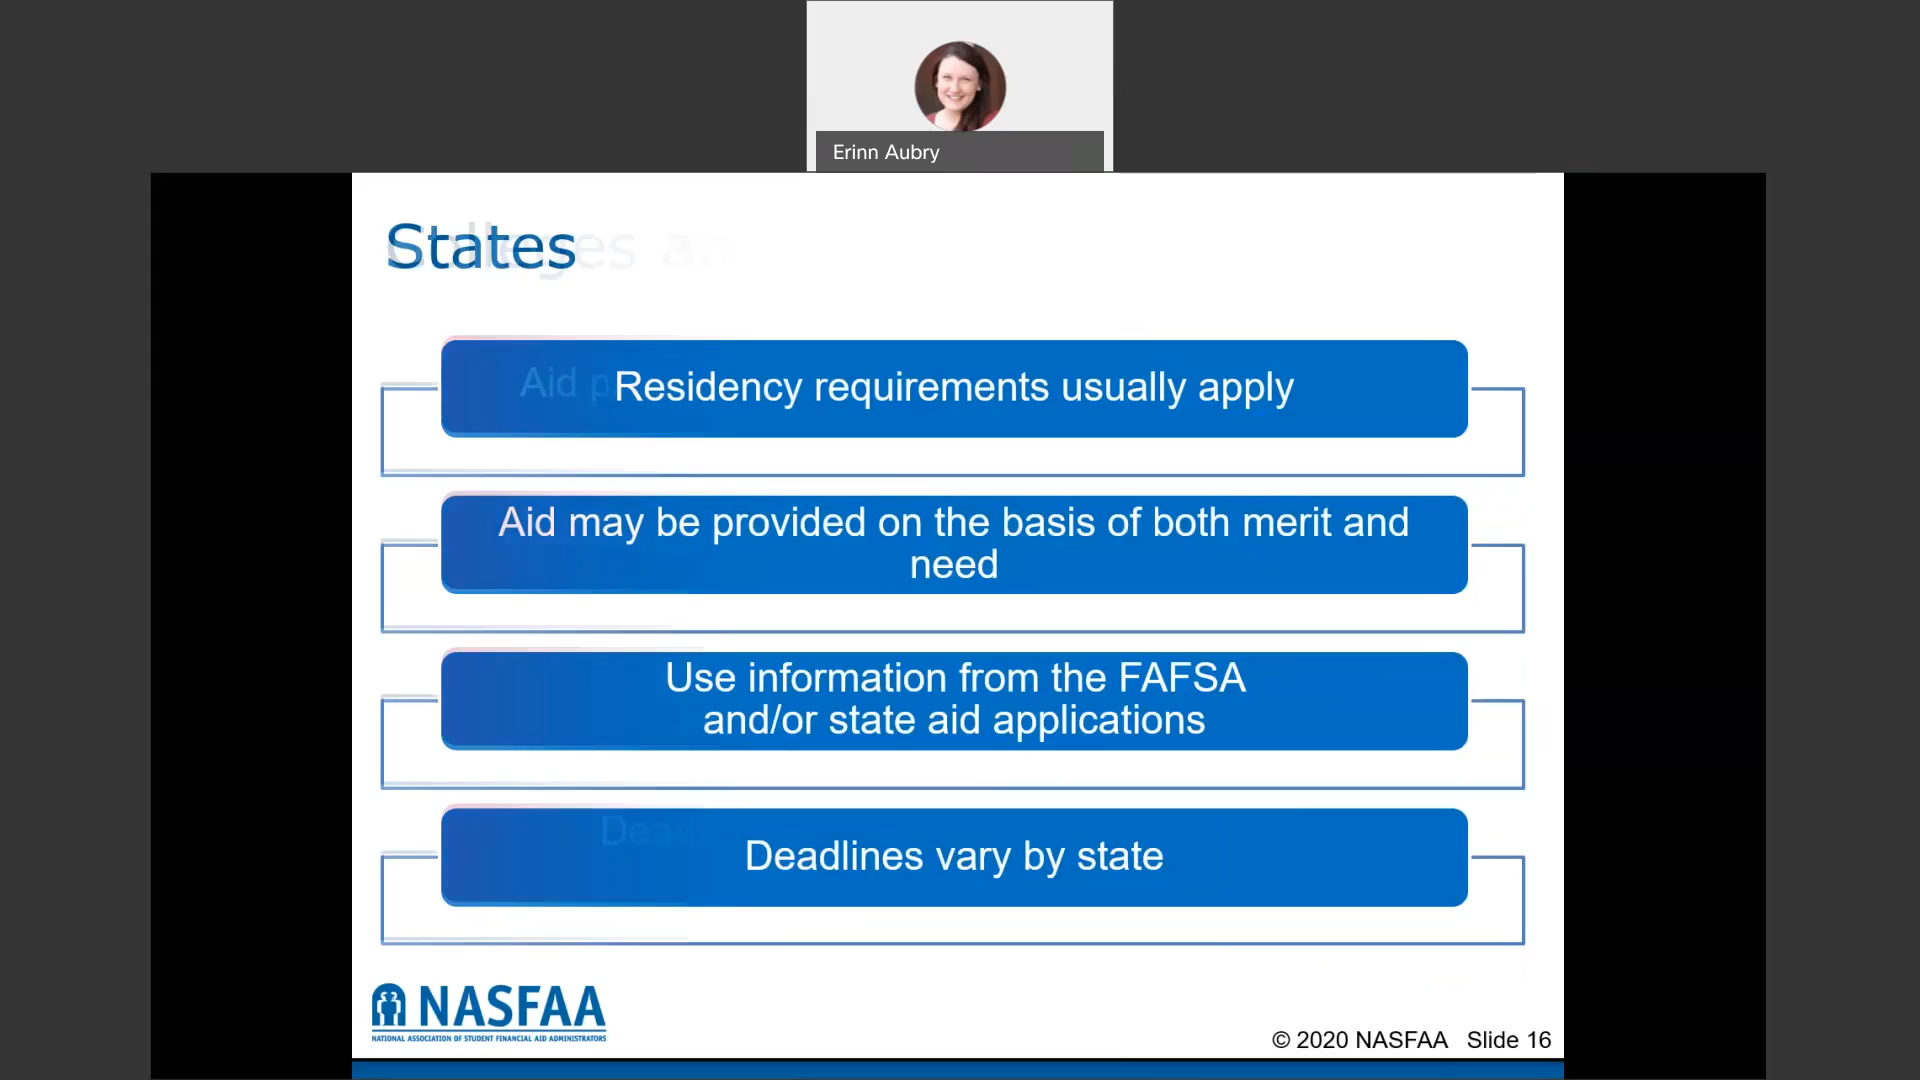 Erinn Aubry
States
Residency requirements usually apply
Aid may be provided on the basis of both merit and
need
Use information from the FAFSA
and/or state aid applications
Deadlines vary by state
NASFAA
NATIONAL ASSOCIATION OF STUDENT FINANCIAL AID ADMINISTRATORS
© 2020 NASFAA Slide 16